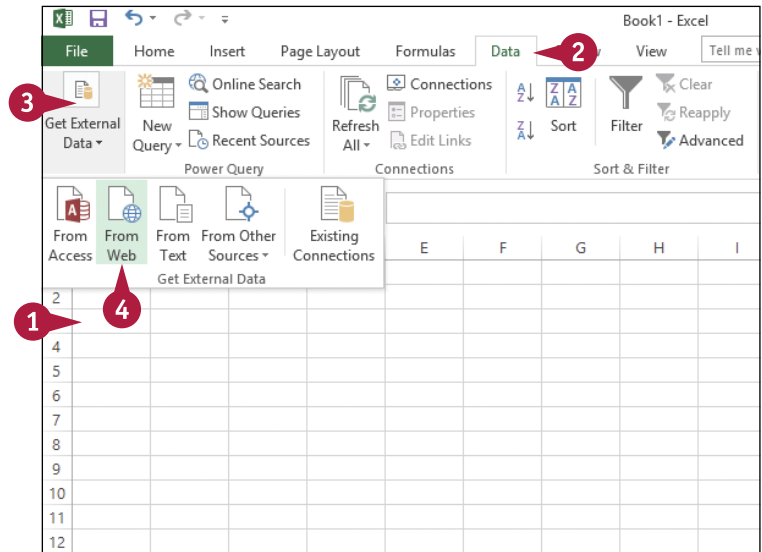 Book1 - Excel
File Home Insert Page Layout Formulas Data 2 View Tell me
3
Get External Data
New Query
Online Search
Show Queries
Recent Sources
Power Query
Refresh All
Connections
Properties
Edit Links
Connections
Sort
Filter
Clear
Reapply
Advanced
Sort & Filter
From Access
From Web
From Text
From Other Sources
Existing Connections
Get External Data
4
E F G H I
1
2
4
5
6
7
8
9
10
11
12